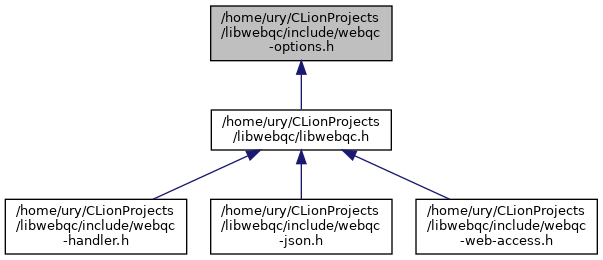 /home/ury/CLionProjects
/libwebqc/include/webqc
-options.h
/home/ury/CLionProjects
/libwebqc/libwebqc.h
/home/ury/CLionProjects
/libwebqc/include/webqc
-handler.h
/home/ury/CLionProjects
/libwebqc/include/webqc
-json.h
/home/ury/CLionProjects
/libwebqc/include/webqc
-web-access.h